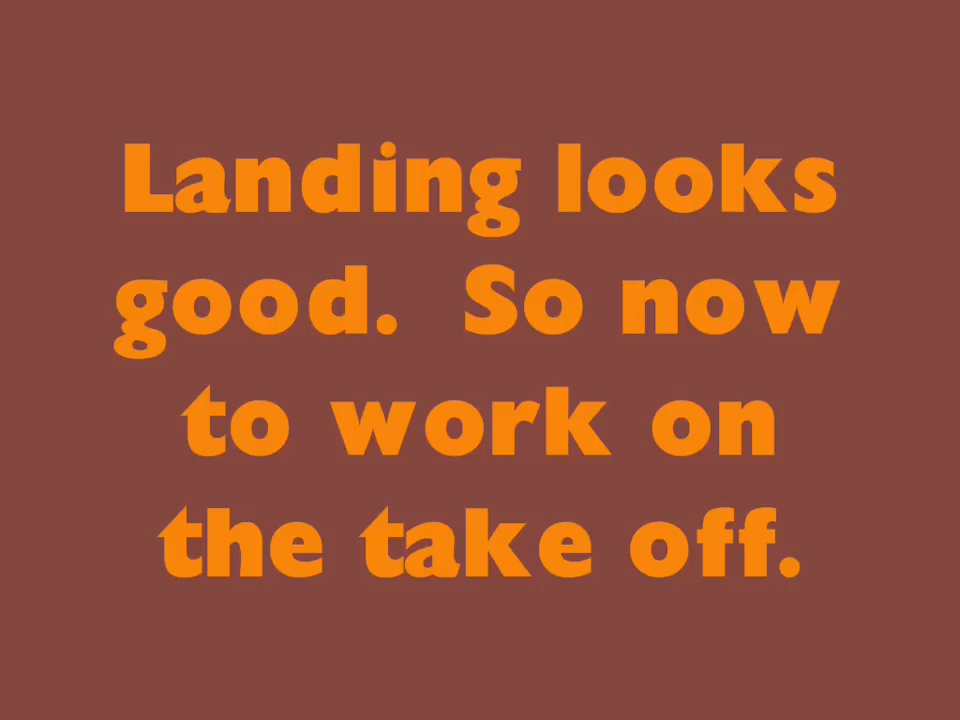 Landing looks
good.  So now
to work on
the take off.